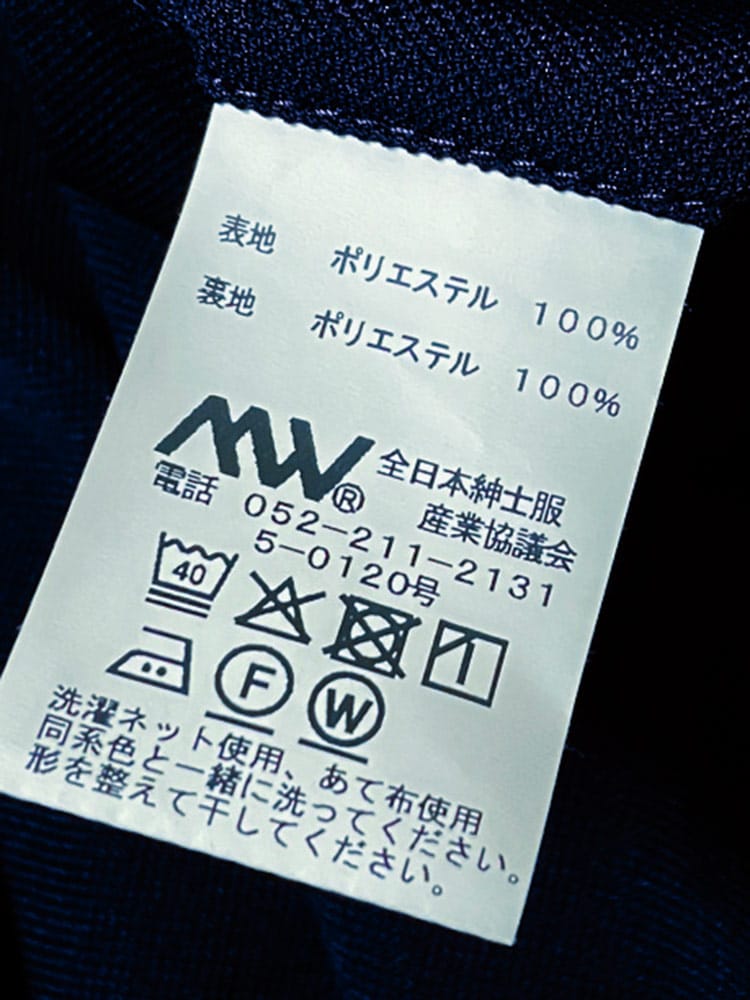 表地 ポリエステル 100%
裏地 ポリエステル 100%
MW® 全日本紳士服
産業協議会
電話 052-211-2131
5-0120号
40
F W
洗濯ネット使用、あて布使用
同系色と一緒に洗ってください。
形を整えて干してください。